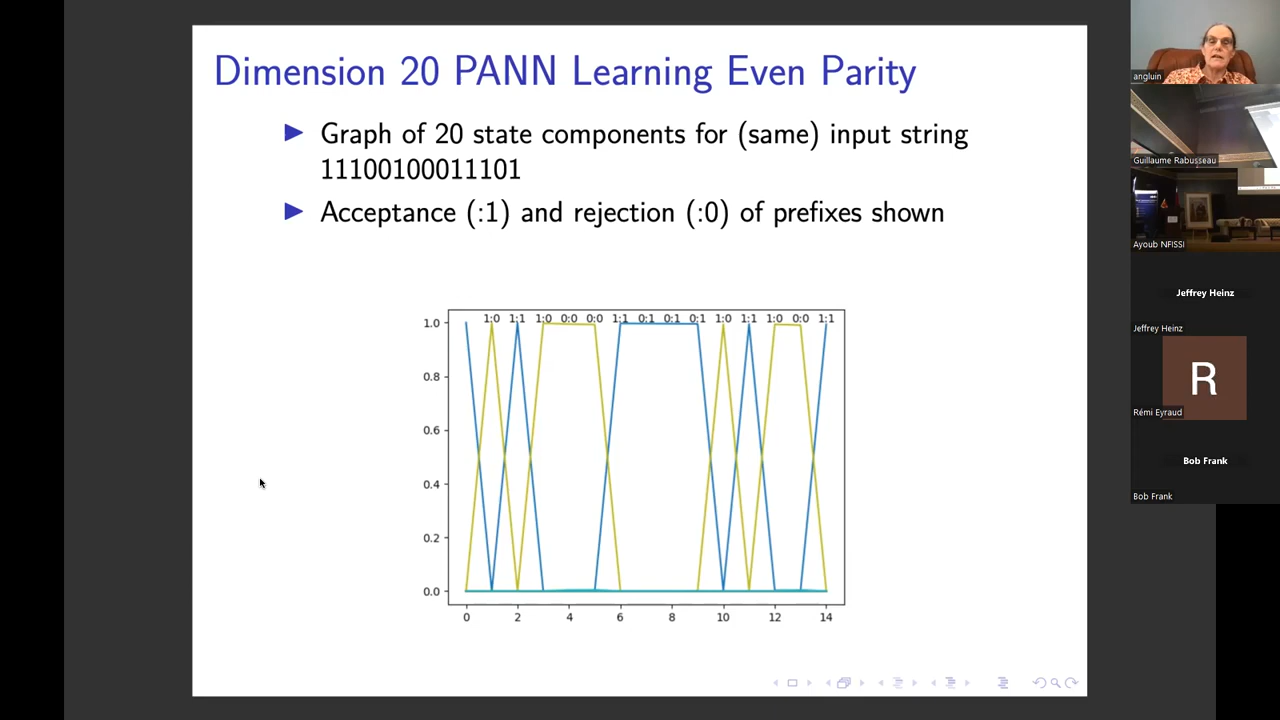 Dimension 20 PANN Learning Even Parity
Graph of 20 state components for (same) input string
11100100011101
Acceptance (:1) and rejection (:0) of prefixes shown
1:0 1:1 1:0 0:0 0:0 1:1 0:1 0:1 0:1 1:0 1:1 1:0 0:0 1:1
1.0
0.8
0.6
0.4
0.2
0.0
0 2 4 6 8 10 12 14
angluin
Guillaume Rabusseau
Ayoub NFISSI
Jeffrey Heinz
Jeffrey Heinz
R
Rémi Eyraud
Bob Frank
Bob Frank